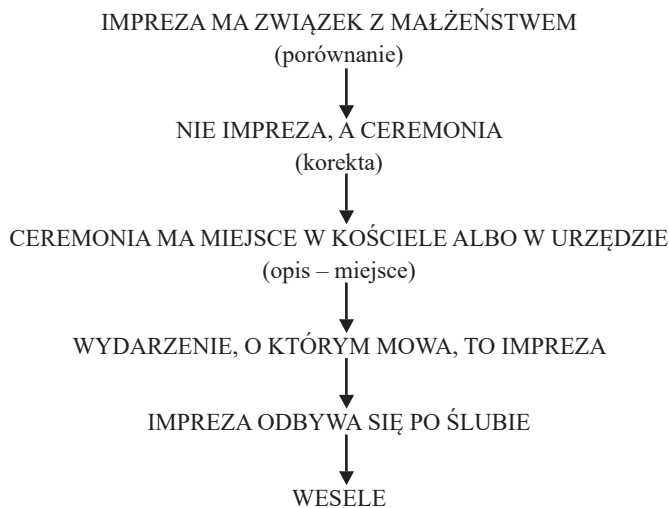 IMPREZA MA ZWIĄZEK Z MAŁŻEŃSTWEM
(porównanie)
NIE IMPREZA, A CEREMONIA
(korekta)
CEREMONIA MA MIEJSCE W KOŚCIELE ALBO W URZĘDZIE
(opis – miejsce)
WYDARZENIE, O KTÓRYM MOWA, TO IMPREZA
IMPREZA ODBYWA SIĘ PO ŚLUBIE
WESELE